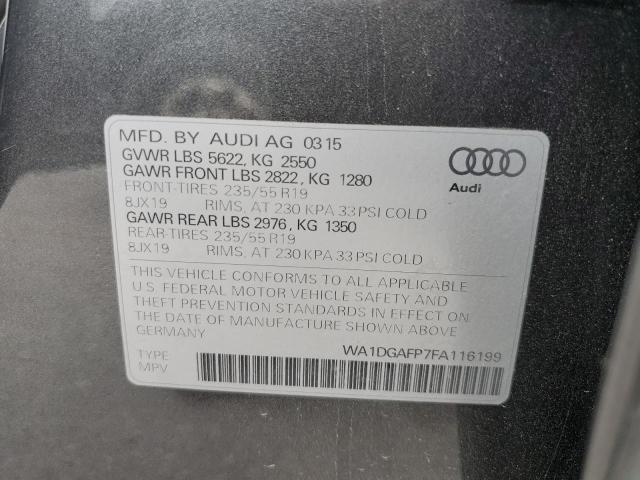 MFD. BY AUDI AG 0315
GVWR LBS 5622, KG 2550
GAWR FRONT LBS 2822, KG 1280
FRONT-TIRES 235/55 R19
8JX19 RIMS, AT 230 KPA 33 PSI COLD
GAWR REAR LBS 2976, KG 1350
REAR-TIRES 235/55 R19
8JX19 RIMS, AT 230 KPA 33 PSI COLD
Audi
THIS VEHICLE CONFORMS TO ALL APPLICABLE
U.S. FEDERAL MOTOR VEHICLE SAFETY AND
THEFT PREVENTION STANDARDS IN EFFECT ON
THE DATE OF MANUFACTURE SHOWN ABOVE.
GERMANY
WA1DGAFP7FA116199
TYPE
MPV